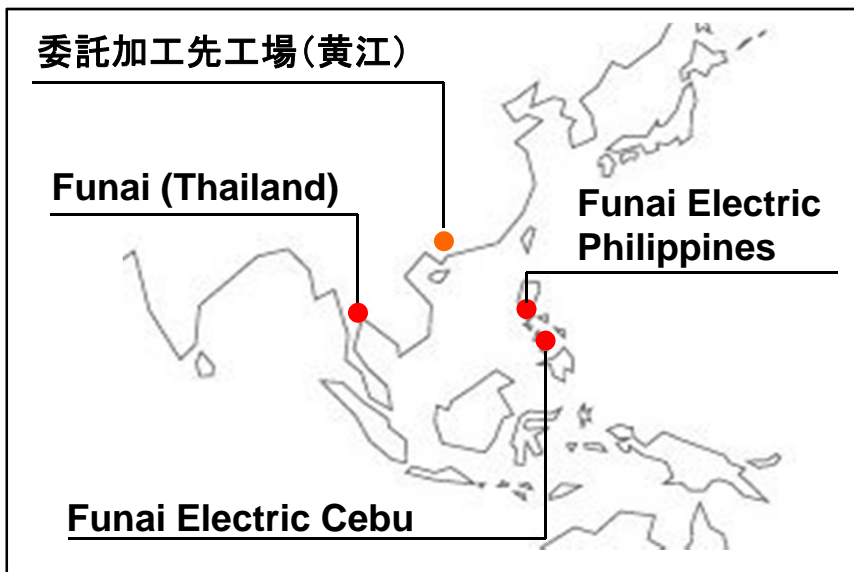 委託加工先工場(黄江)
Funai (Thailand)
Funai Electric
Philippines
Funai Electric Cebu